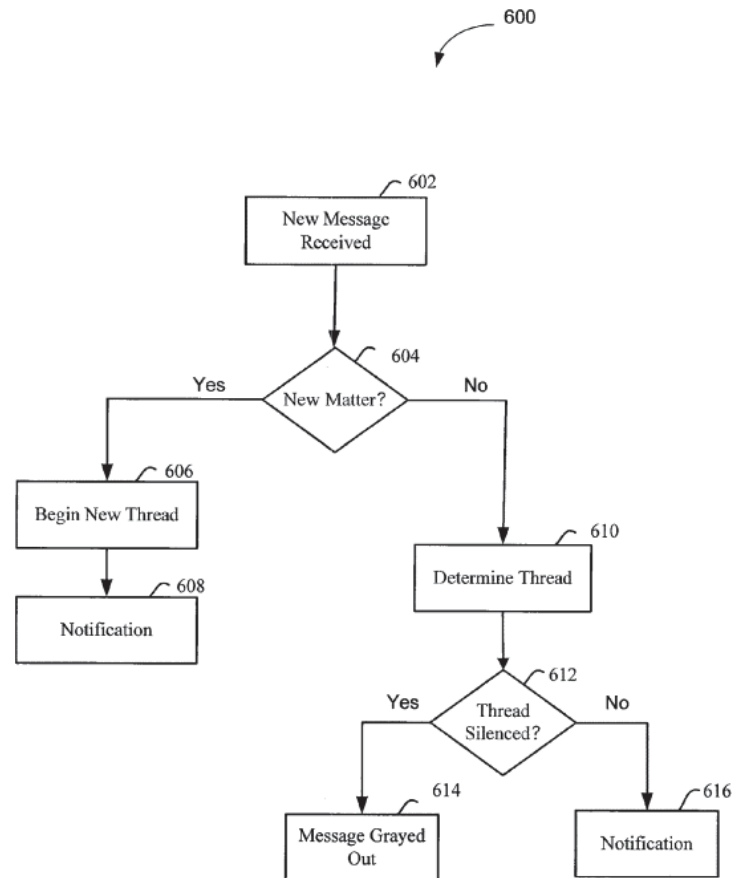 600
602
New Message
Received
604
Yes
New Matter?
No
606
Begin New Thread
608
Notification
610
Determine Thread
612
Yes
Thread
Silenced?
No
614
Message Grayed
Out
616
Notification